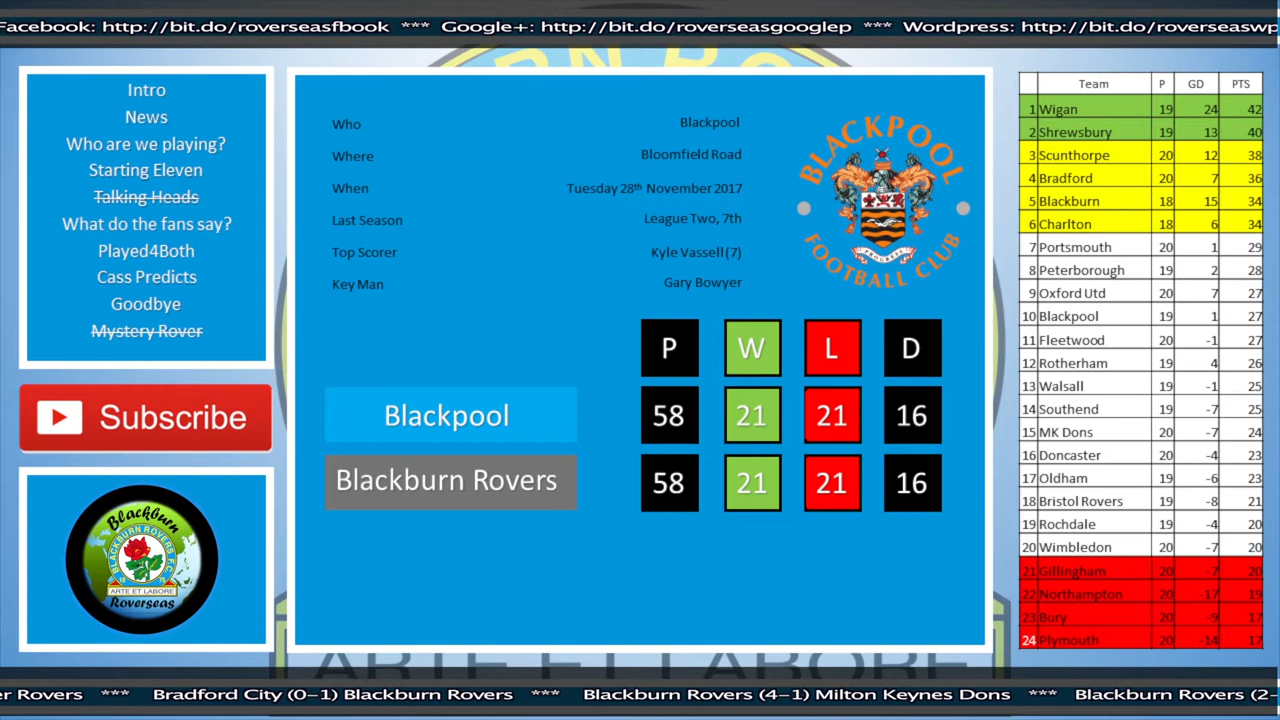 Facebook: http://bit.do/roverseasfbook *** Google+: http://bit.do/roverseasgooglep *** Wordpress: http://bit.do/roverseaswp
Intro
News
Who are we playing?
Starting Eleven
Talking Heads
What do the fans say?
Played4Both
Cass Predicts
Goodbye
Mystery Rover
Subscribe
Blackburn
BLACKBURN ROVERS F.C.
18 75
ARTE ET LABORE
Roverseas
Who Blackpool
Where Bloomfield Road
When Tuesday 28th November 2017
Last Season League Two, 7th
Top Scorer Kyle Vassell (7)
Key Man Gary Bowyer
BLACKPOOL
PROGRESS
FOOTBALL CLUB
P W L D
Blackpool 58 21 21 16
Blackburn Rovers 58 21 21 16
Team P GD PTS
1 Wigan 19 24 42
2 Shrewsbury 19 13 40
3 Scunthorpe 20 12 38
4 Bradford 20 7 36
5 Blackburn 18 15 34
6 Charlton 18 6 34
7 Portsmouth 20 1 29
8 Peterborough 19 2 28
9 Oxford Utd 20 7 27
10 Blackpool 19 1 27
11 Fleetwood 20 -1 27
12 Rotherham 19 4 26
13 Walsall 19 -1 25
14 Southend 19 -7 25
15 MK Dons 20 -7 24
16 Doncaster 20 -4 23
17 Oldham 19 -6 23
18 Bristol Rovers 19 -8 21
19 Rochdale 19 -4 20
20 Wimbledon 20 -7 20
21 Gillingham 20 -7 20
22 Northampton 20 -17 19
23 Bury 20 -9 17
24 Plymouth 20 -14 17
RN RO
ARTE ET LABORE
er Rovers *** Bradford City (0-1) Blackburn Rovers *** Blackburn Rovers (4-1) Milton Keynes Dons *** Blackburn Rovers (2-